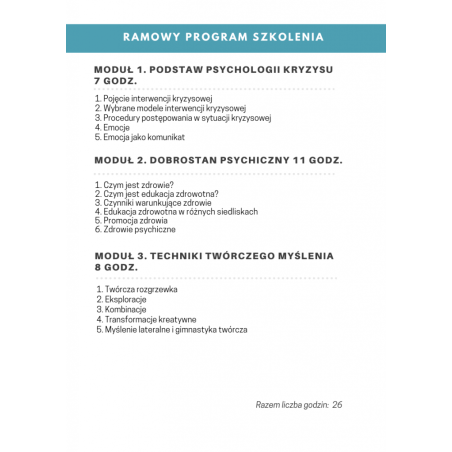 RAMOWY PROGRAM SZKOLENIA
MODUŁ 1. PODSTAW PSYCHOLOGII KRYZYSU
7 GODZ.
1. Pojęcie interwencji kryzysowej
2. Wybrane modele interwencji kryzysowej
3. Procedury postępowania w sytuacji kryzysowej
4. Emocje
5. Emocja jako komunikat
MODUŁ 2. DOBROSTAN PSYCHICZNY 11 GODZ.
1. Czym jest zdrowie?
2. Czym jest edukacja zdrowotna?
3. Czynniki warunkujące zdrowie
4. Edukacja zdrowotna w różnych siedliskach
5. Promocja zdrowia
6. Zdrowie psychiczne
MODUŁ 3. TECHNIKI TWÓRCZEGO MYŚLENIA
8 GODZ.
1. Twórcza rozgrzewka
2. Eksploracje
3. Kombinacje
4. Transformacje kreatywne
5. Myślenie lateralne i gimnastyka twórcza
Razem liczba godzin: 26